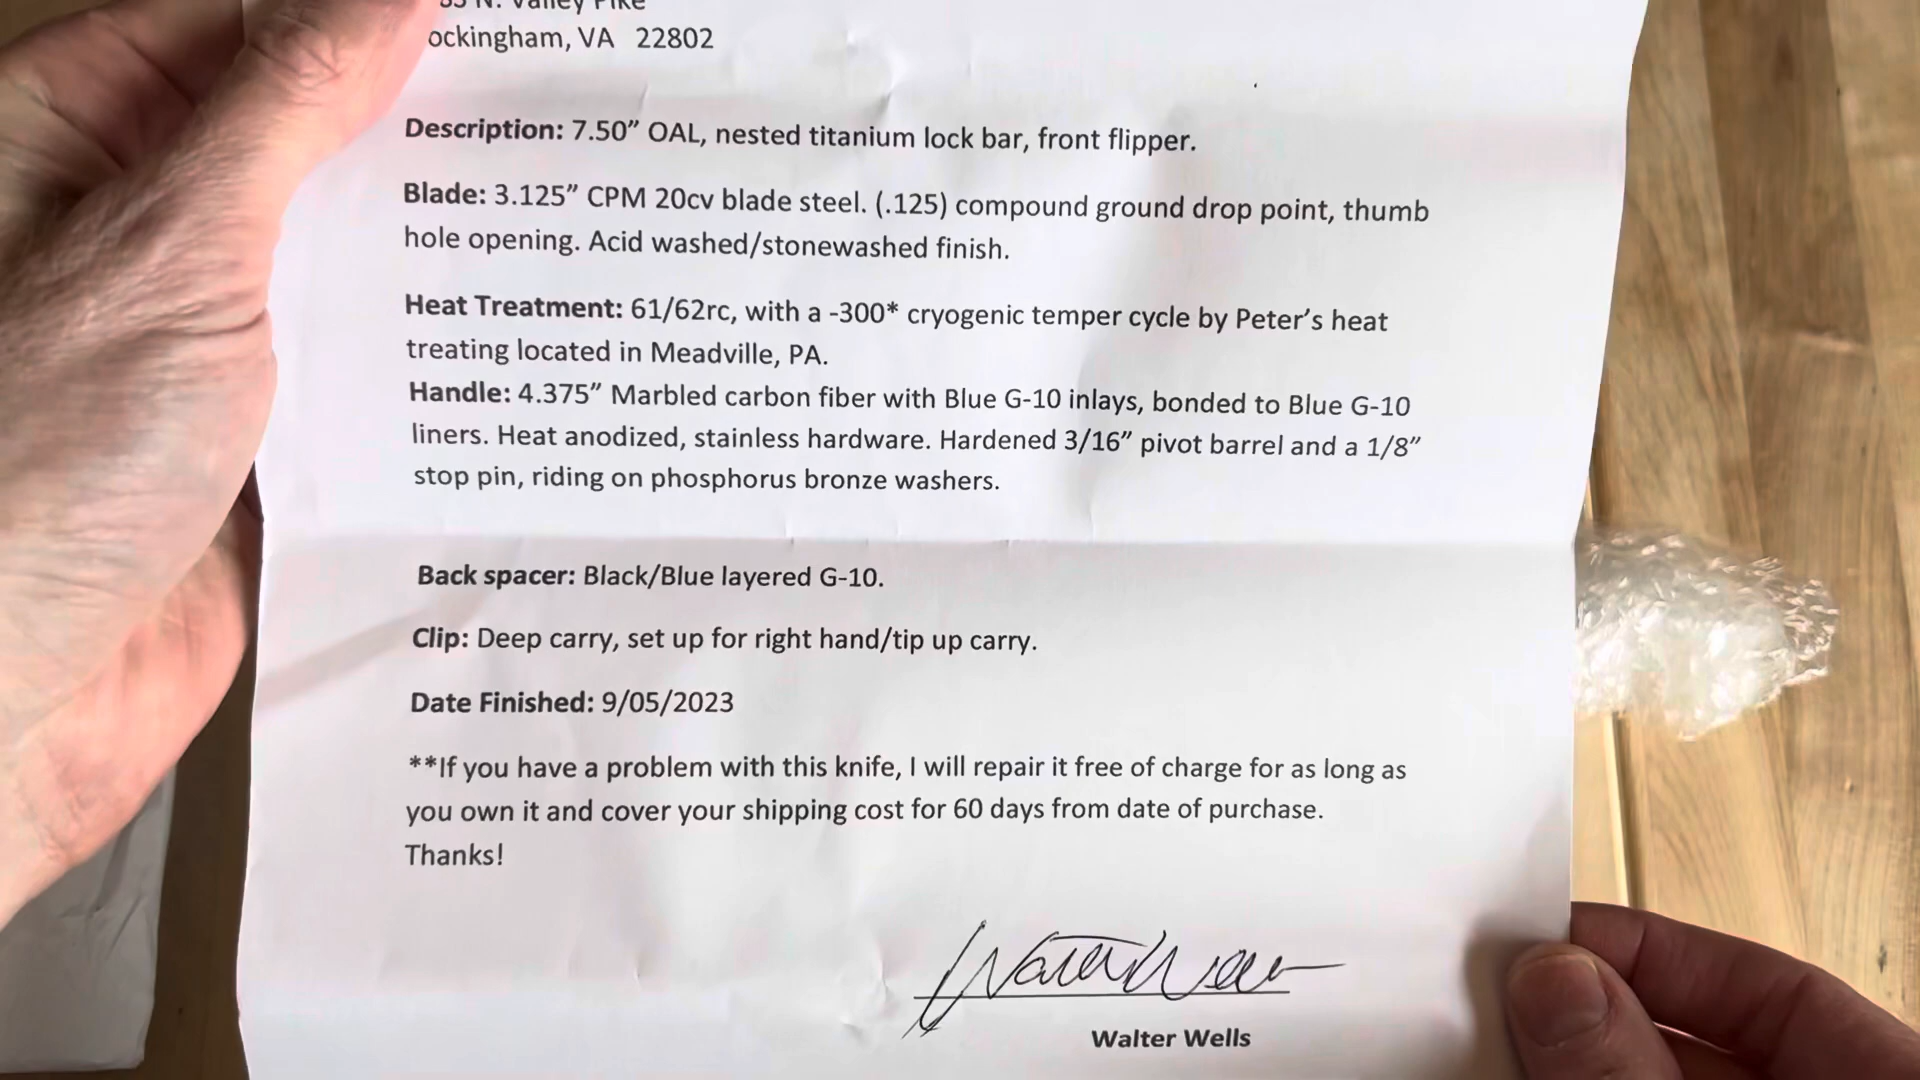 N. Valley Pike
ockingham, VA 22802
Description: 7.50” OAL, nested titanium lock bar, front flipper.
Blade: 3.125” CPM 20cv blade steel. (.125) compound ground drop point, thumb
hole opening. Acid washed/stonewashed finish.
Heat Treatment: 61/62rc, with a -300* cryogenic temper cycle by Peter’s heat
treating located in Meadville, PA.
Handle: 4.375” Marbled carbon fiber with Blue G-10 inlays, bonded to Blue G-10
liners. Heat anodized, stainless hardware. Hardened 3/16” pivot barrel and a 1/8”
stop pin, riding on phosphorus bronze washers.
Back spacer: Black/Blue layered G-10.
Clip: Deep carry, set up for right hand/tip up carry.
Date Finished: 9/05/2023
**If you have a problem with this knife, I will repair it free of charge for as long as
you own it and cover your shipping cost for 60 days from date of purchase.
Thanks!
Walter Wells